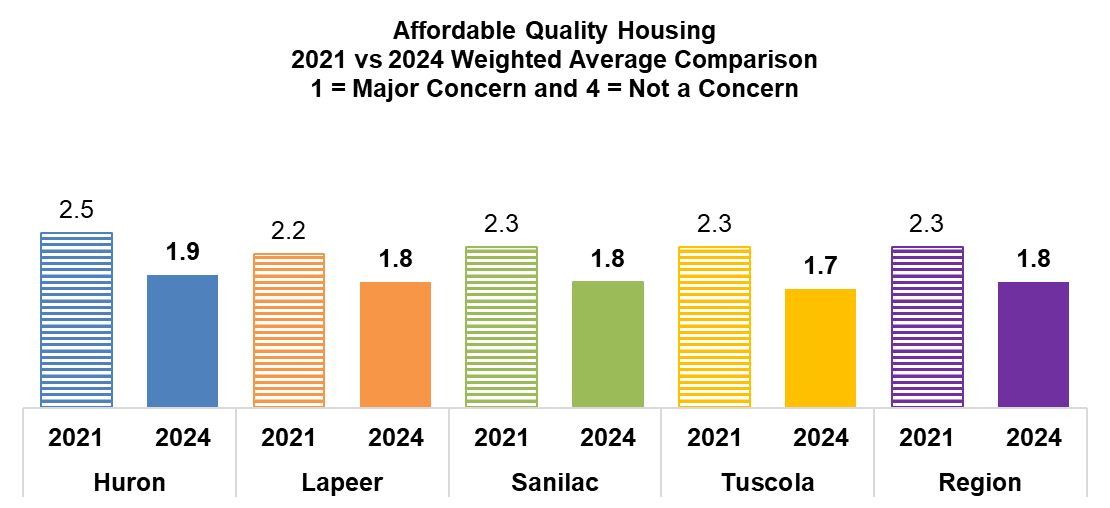 Affordable Quality Housing
2021 vs 2024 Weighted Average Comparison
1 = Major Concern and 4 = Not a Concern
2.5 1.9 2.2 1.8 2.3 1.8 2.3 1.7 2.3 1.8
2021 2024 2021 2024 2021 2024 2021 2024 2021 2024
Huron Lapeer Sanilac Tuscola Region